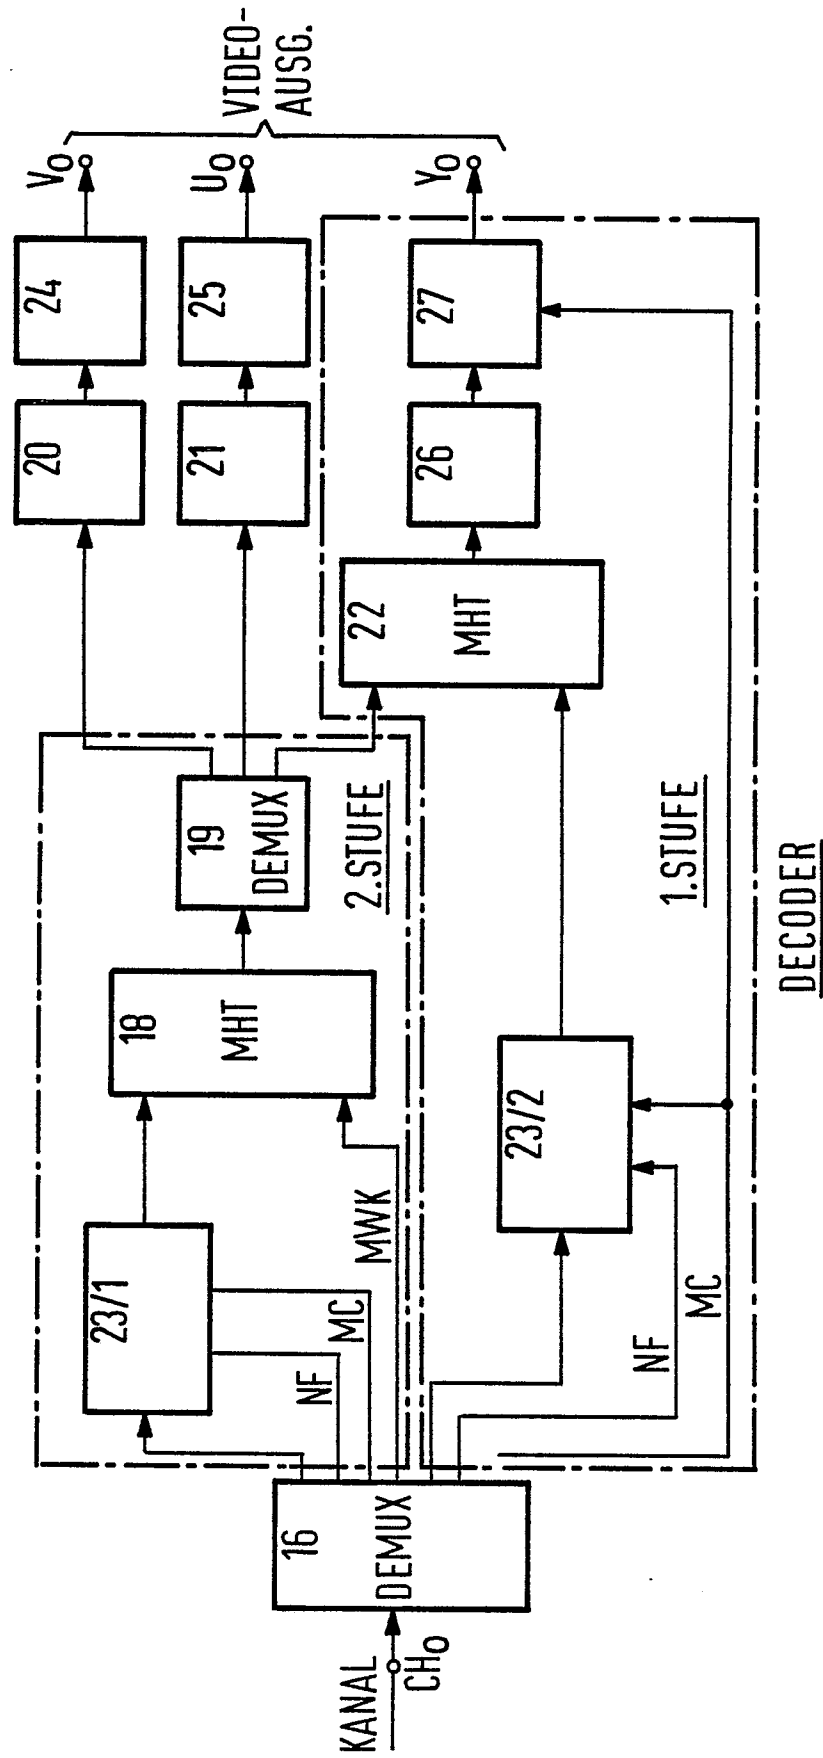 KANAL
CH0
16
DEMUX
23/1
NF
MC
MWK
18
MHT
19
DEMUX
2.STUFE
20
24
V0
21
25
U0
VIDEO-
AUSG.
23/2
NF
MC
22
MHT
26
27
Y0
1.STUFE
DECODER